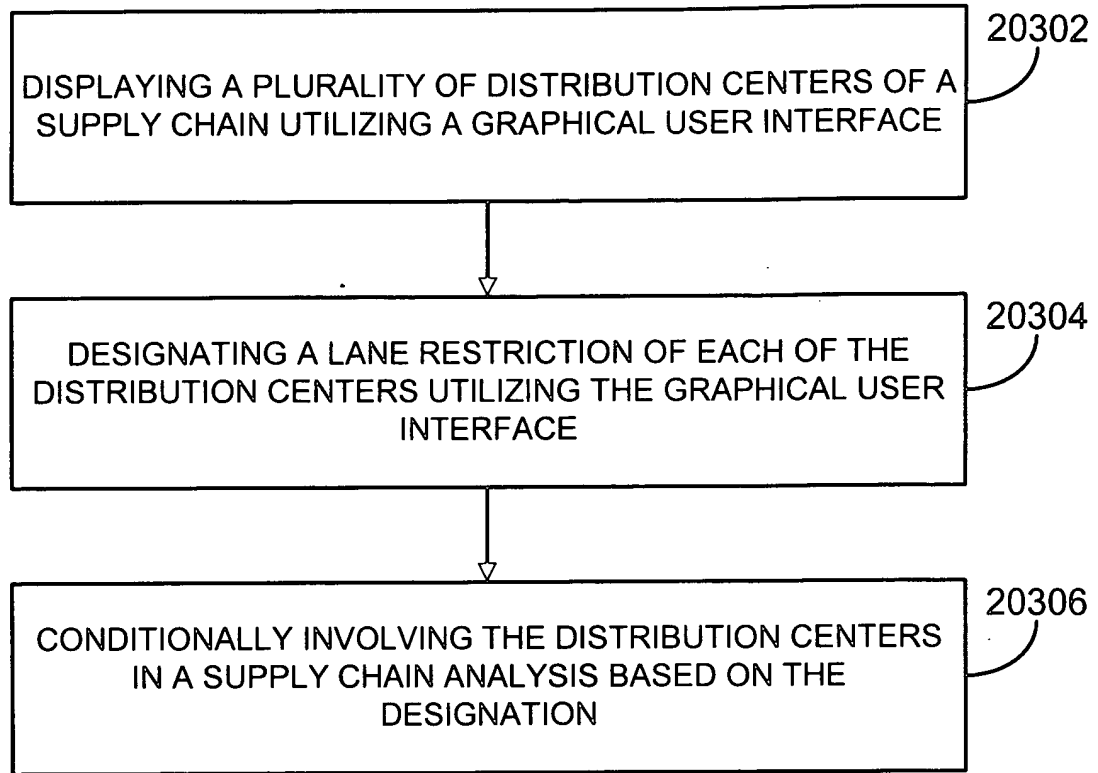 20302
DISPLAYING A PLURALITY OF DISTRIBUTION CENTERS OF A
SUPPLY CHAIN UTILIZING A GRAPHICAL USER INTERFACE
20304
DESIGNATING A LANE RESTRICTION OF EACH OF THE
DISTRIBUTION CENTERS UTILIZING THE GRAPHICAL USER
INTERFACE
20306
CONDITIONALLY INVOLVING THE DISTRIBUTION CENTERS
IN A SUPPLY CHAIN ANALYSIS BASED ON THE
DESIGNATION